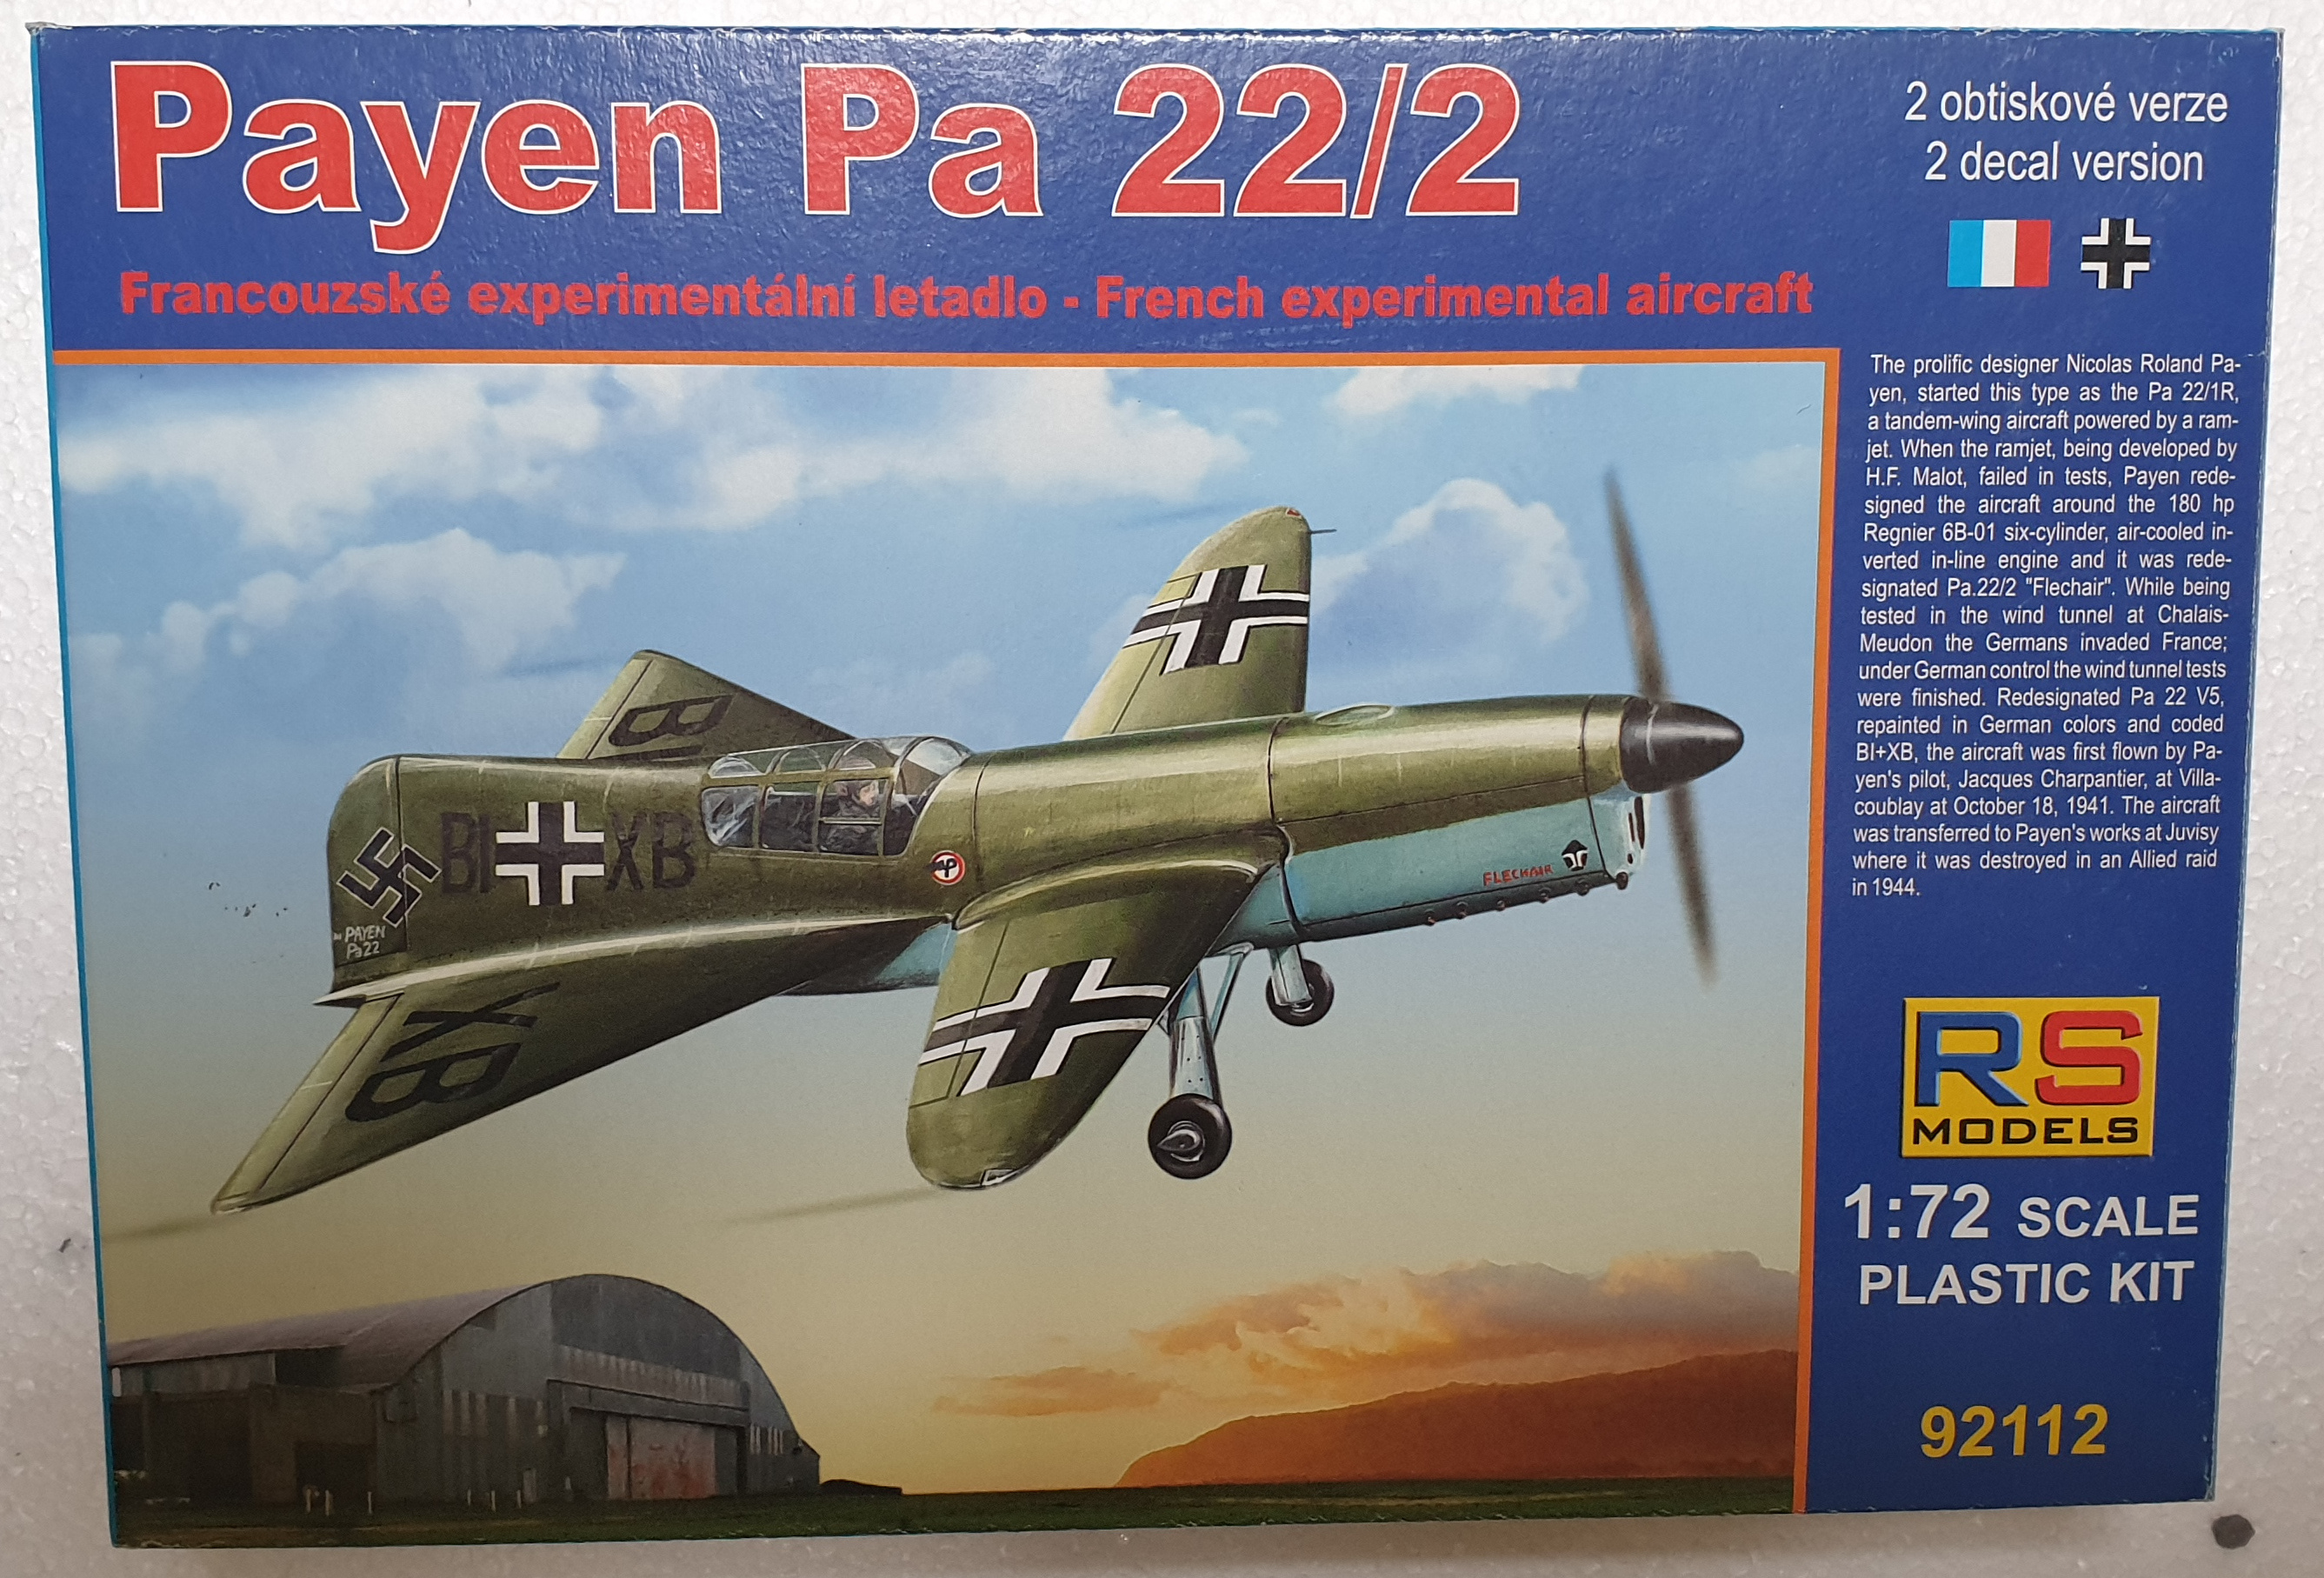 Payen Pa 22/2
Francouzské experimentální letadlo - French experimental aircraft
2 obtiskové verze
2 decal version
The prolific designer Nicolas Roland Pa-
yen, started this type as the Pa 22/1R,
a tandem-wing aircraft powered by a ram-
jet. When the ramjet, being developed by
H.F. Malot, failed in tests, Payen rede-
signed the aircraft around the 180 hp
Regnier 6B-01 six-cylinder, air-cooled in-
verted in-line engine and it was rede-
signated Pa.22/2 "Flechair". While being
tested in the wind tunnel at Chalais-
Meudon the Germans invaded France;
under German control the wind tunnel tests
were finished. Redesignated Pa 22 V5,
repainted in German colors and coded
BI+XB, the aircraft was first flown by Pa-
yen's pilot, Jacques Charpantier, at Villa-
coublay at October 18, 1941. The aircraft
was transferred to Payen's works at Juvisy
where it was destroyed in an Allied raid
in 1944.
BI
BI XB
FLECHAIR
PAYEN
Pa 22
XB
RS
MODELS
1:72 SCALE
PLASTIC KIT
92112